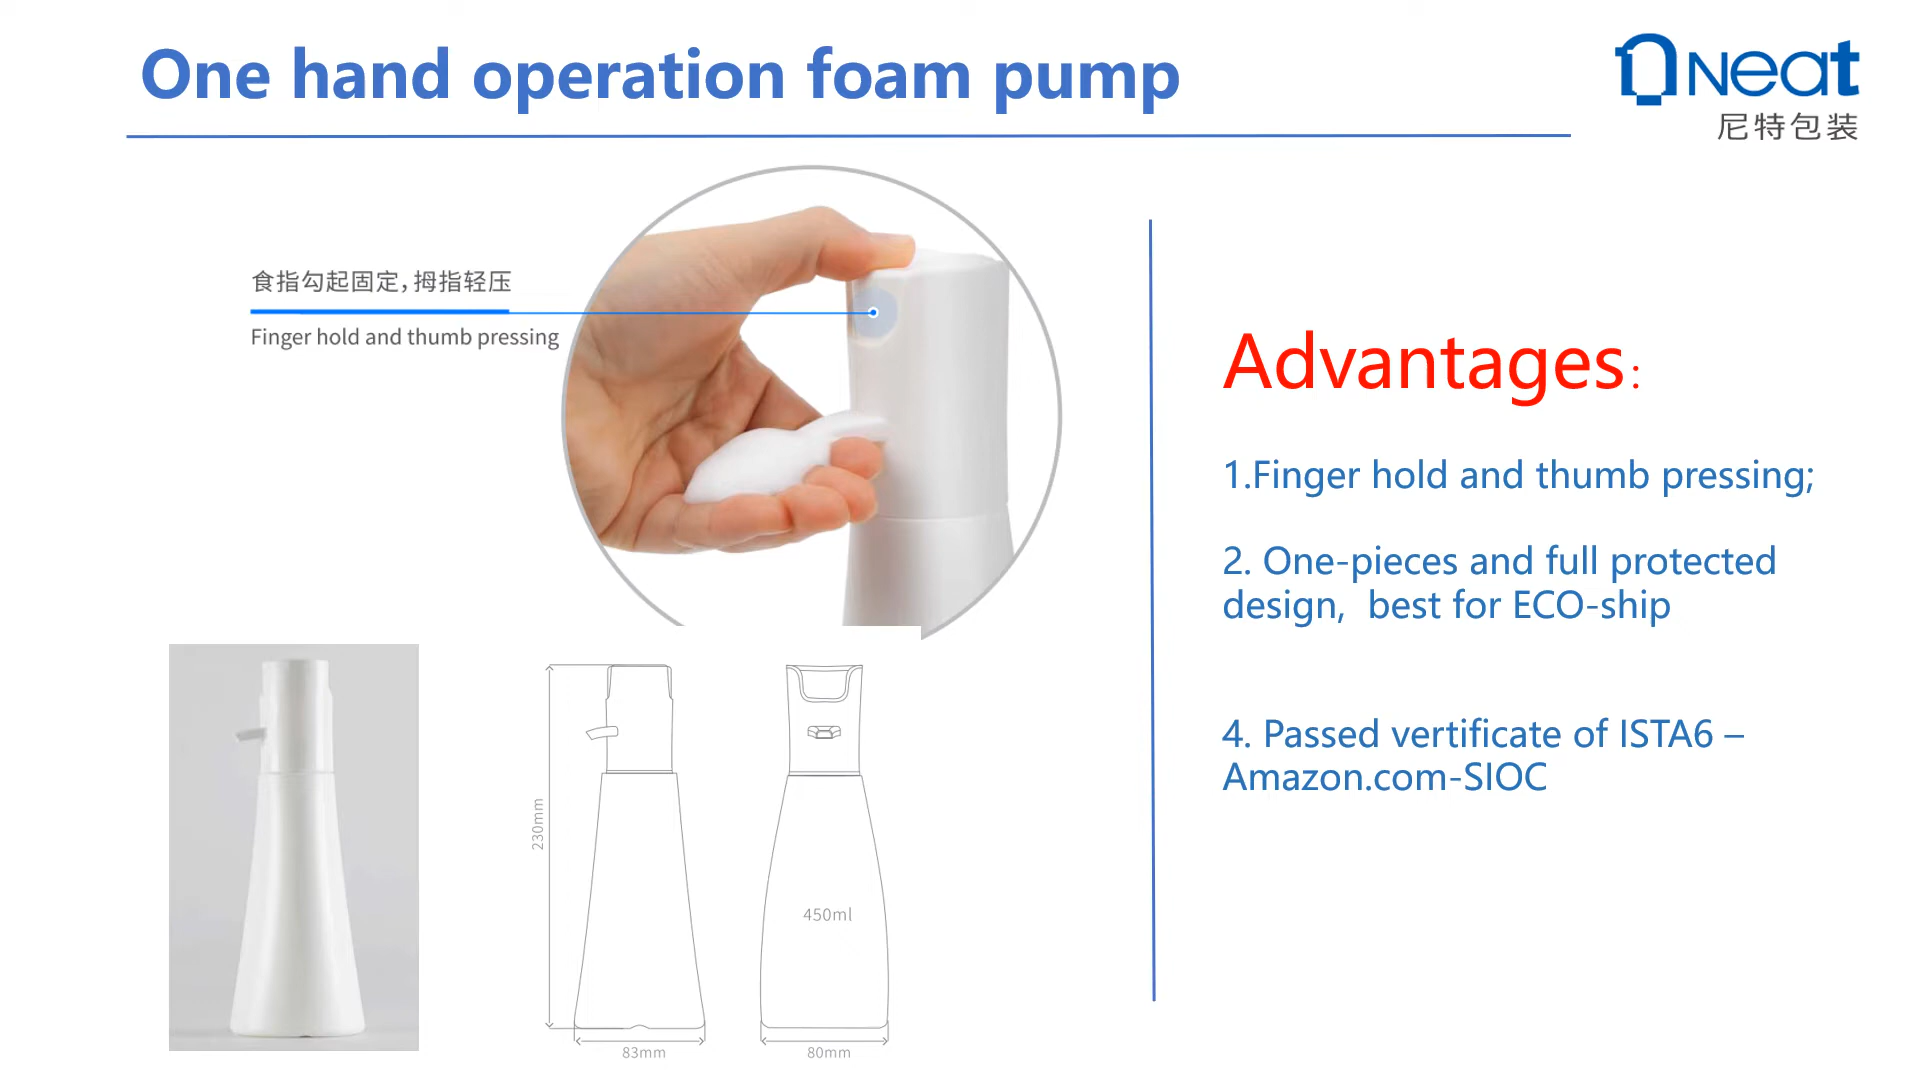 One hand operation foam pump
Neat
尼特包装
食指勾起固定，拇指轻压
Finger hold and thumb pressing
Advantages：
1.Finger hold and thumb pressing;
2. One-pieces and full protected
design,  best for ECO-ship
4. Passed vertificate of ISTA6 –
Amazon.com-SIOC
230mm
450ml
83mm
80mm